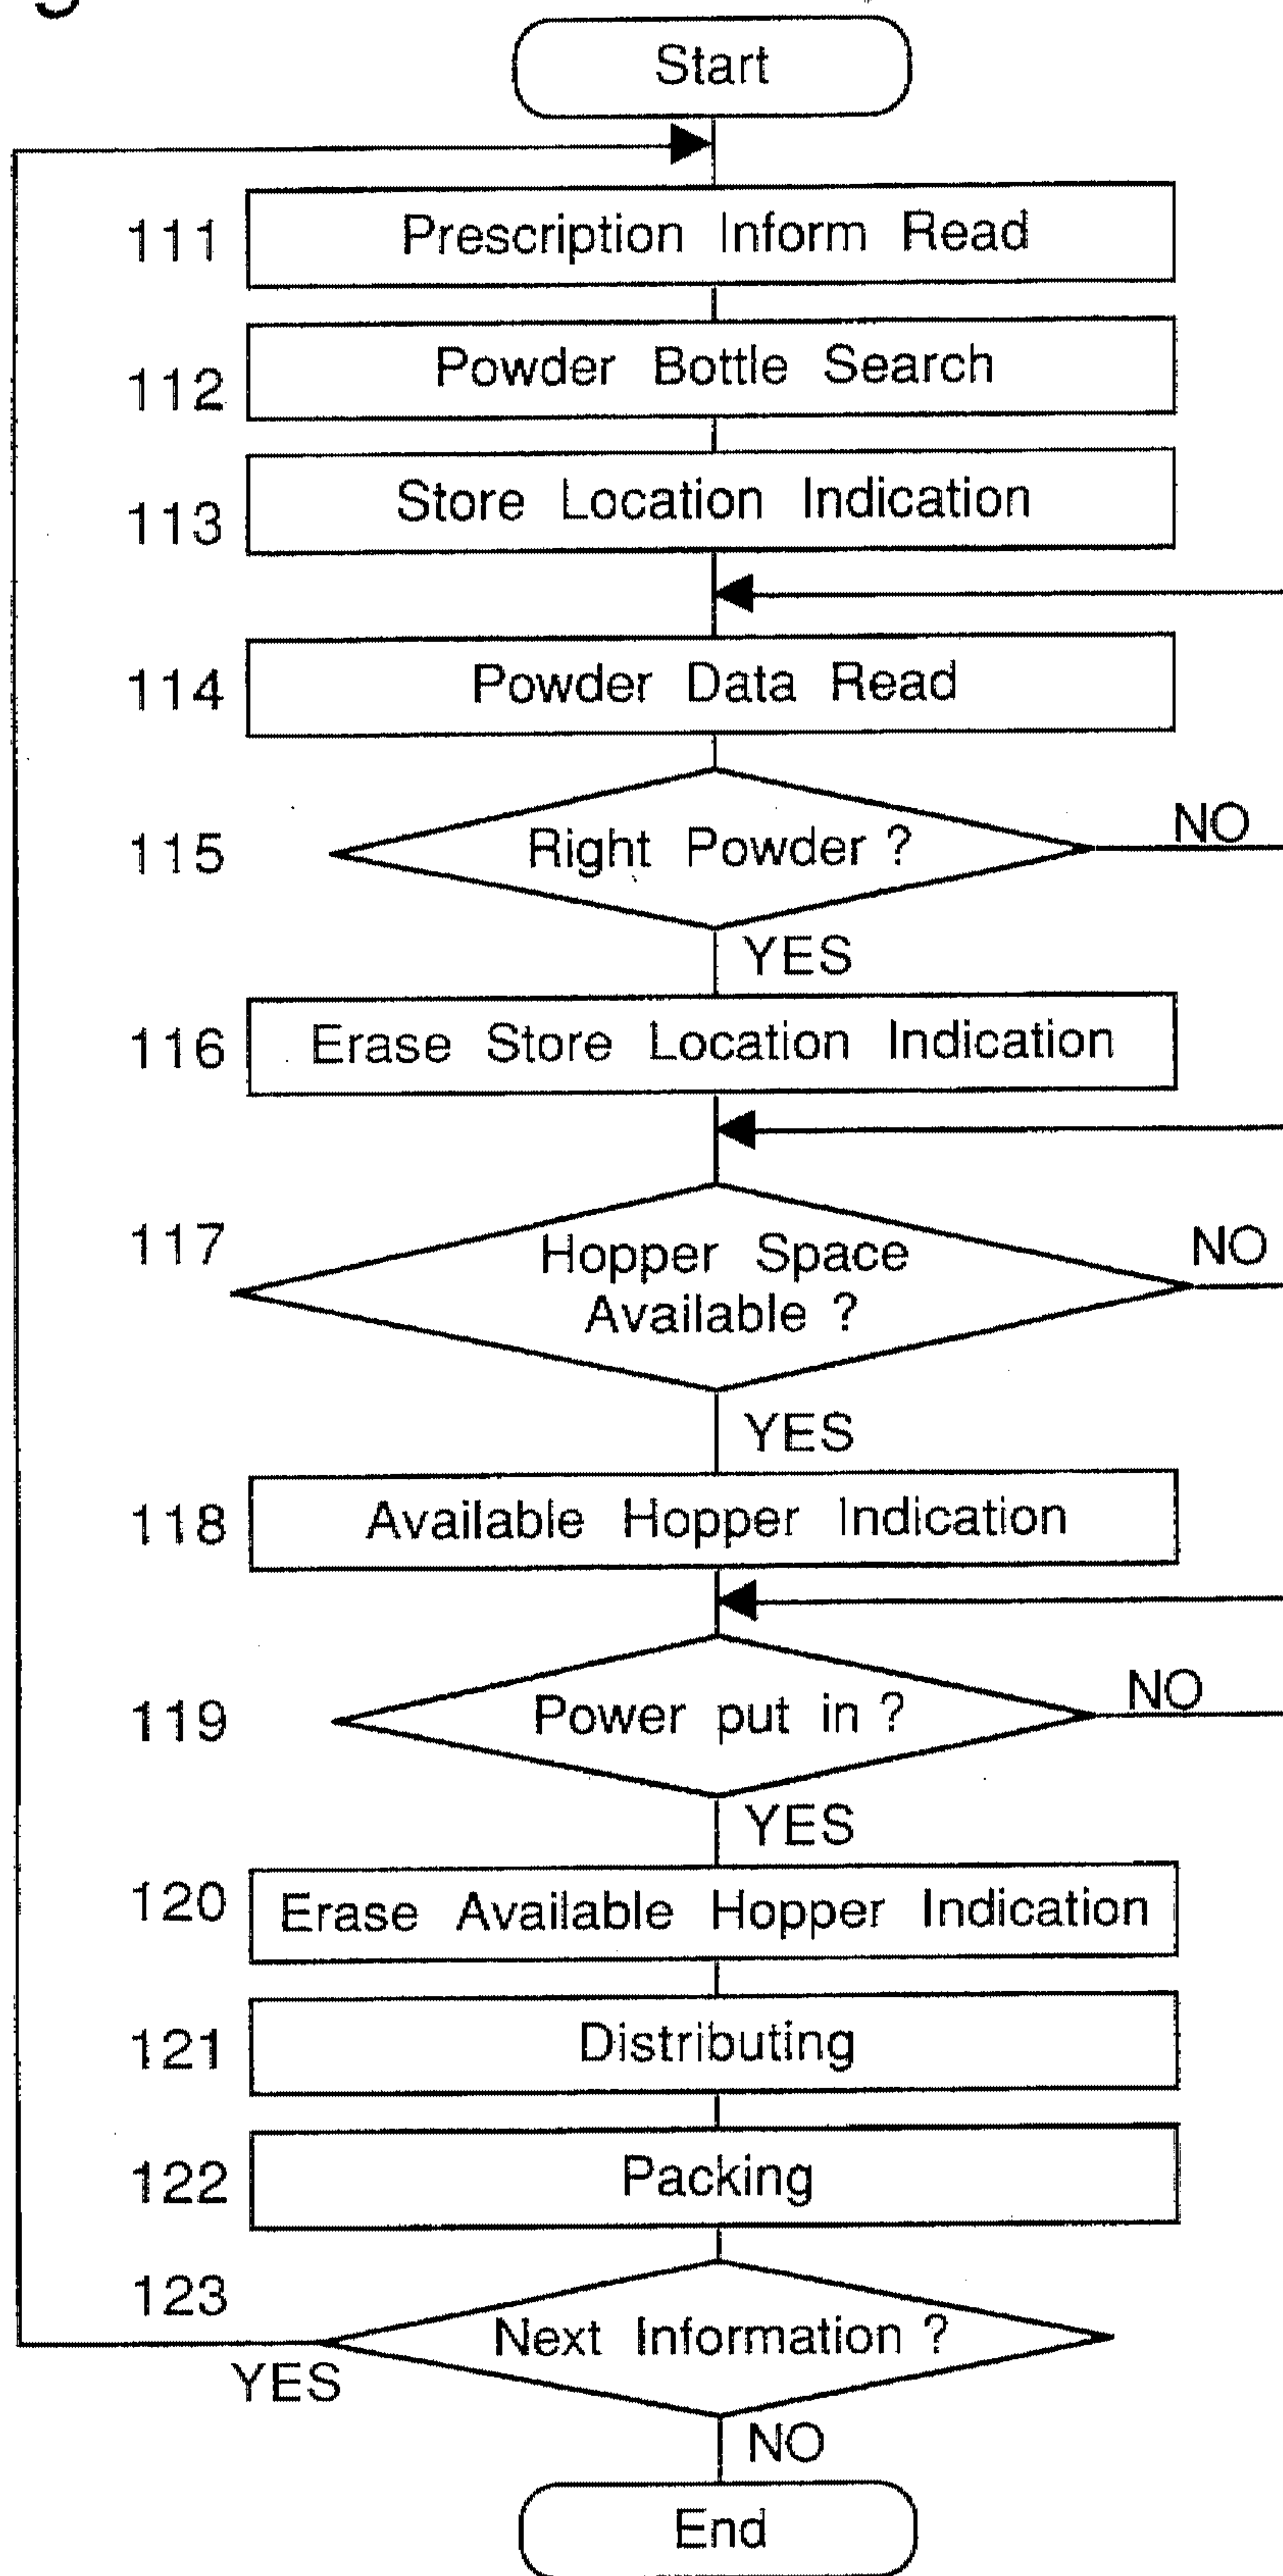 Start
111 Prescription Inform Read
112 Powder Bottle Search
113 Store Location Indication
114 Powder Data Read
115 Right Powder ? NO
YES
116 Erase Store Location Indication
117 Hopper Space NO
Available ?
YES
118 Available Hopper Indication
119 Power put in ? NO
YES
120 Erase Available Hopper Indication
121 Distributing
122 Packing
123 Next Information ?
YES
NO
End